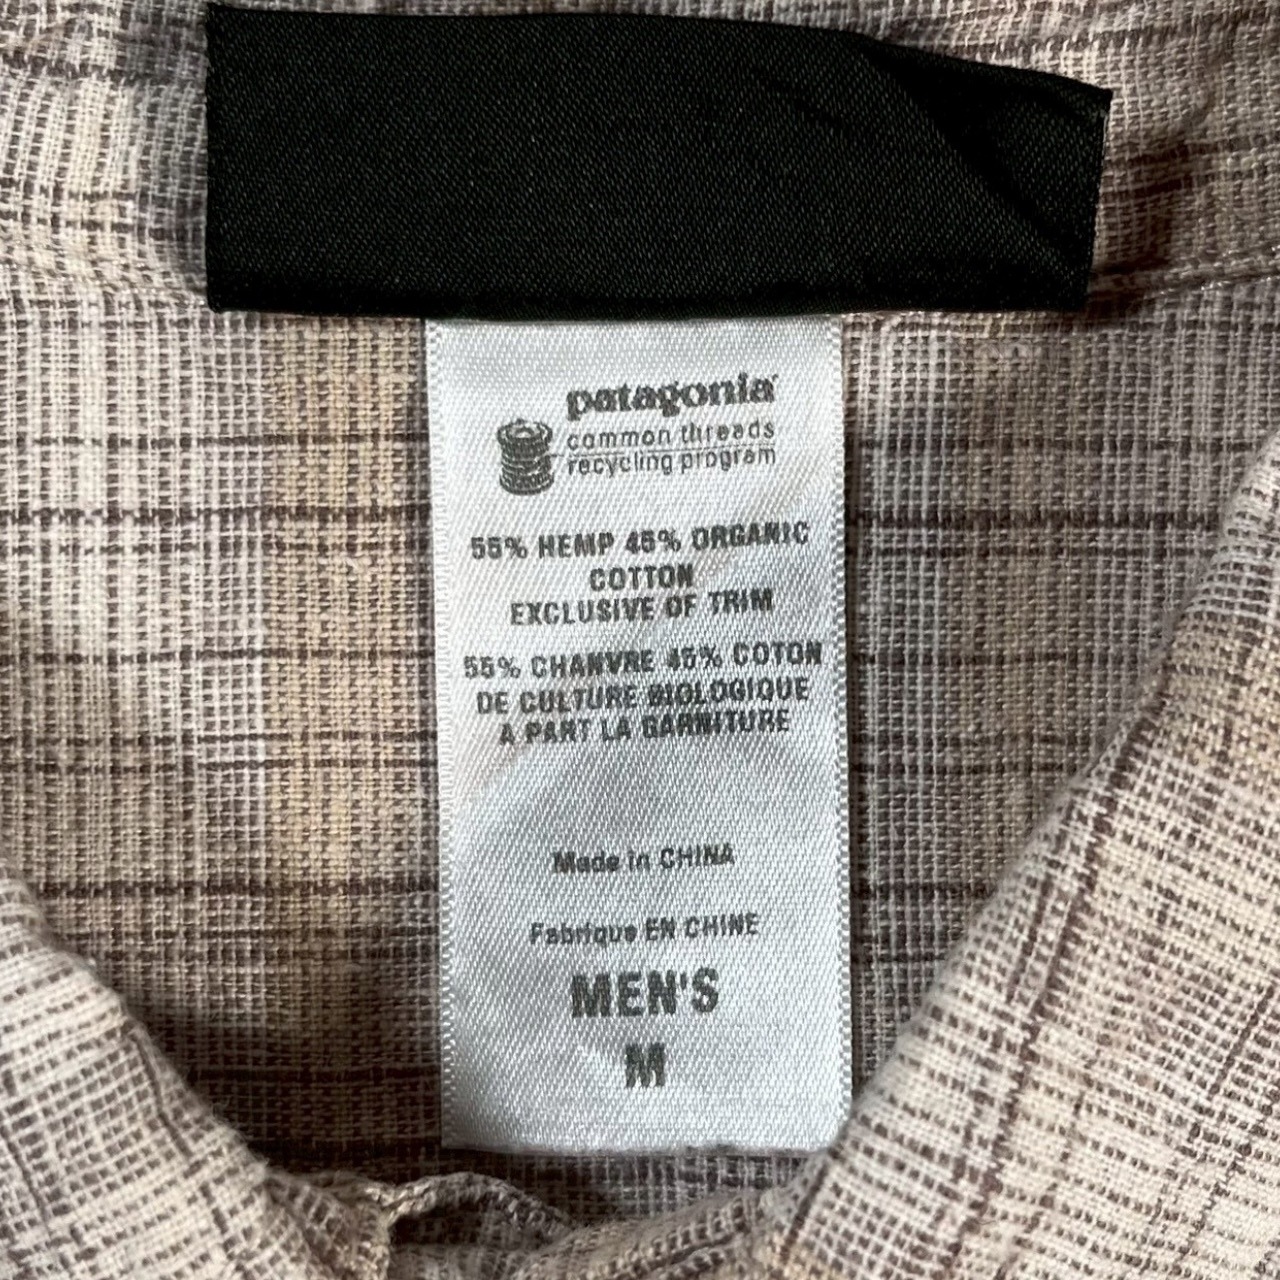 patagonia
common threads
recycling program
55% HEMP 45% ORGANIC
COTTON
EXCLUSIVE OF TRIM
55% CHANVRE 45% COTON
DE CULTURE BIOLOGIQUE
A PART LA GARNITURE
Made in CHINA
Fabriqué EN CHINE
MEN'S
M